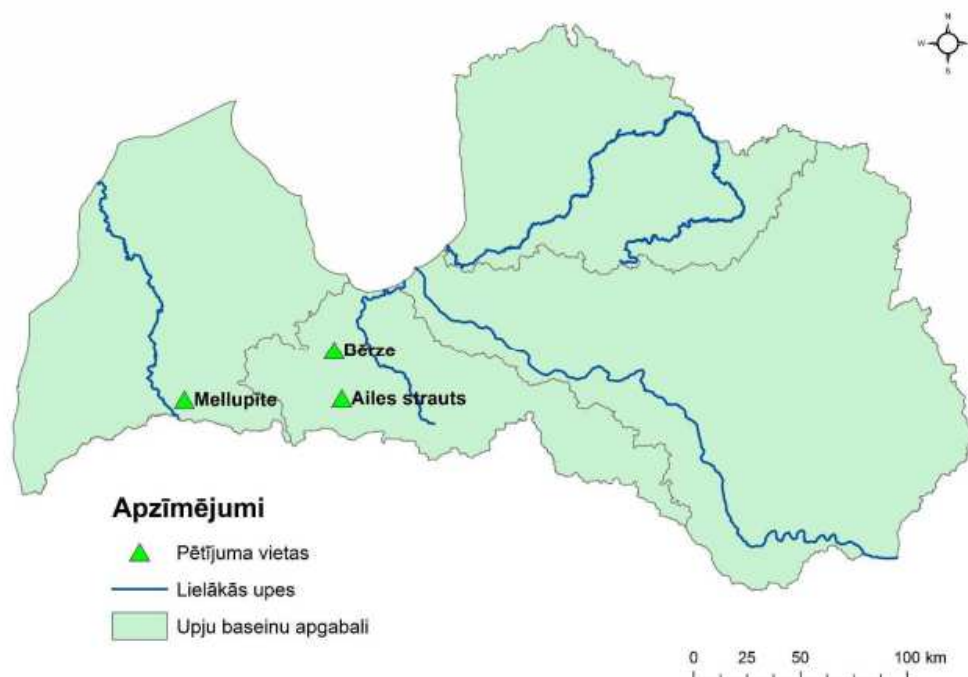 N
W
S
Bērze
Mellupīte
Ailes strauts
Apzīmējumi
Pētījuma vietas
Lielākās upes
Upju baseinu apgabali
0 25 50 100 km